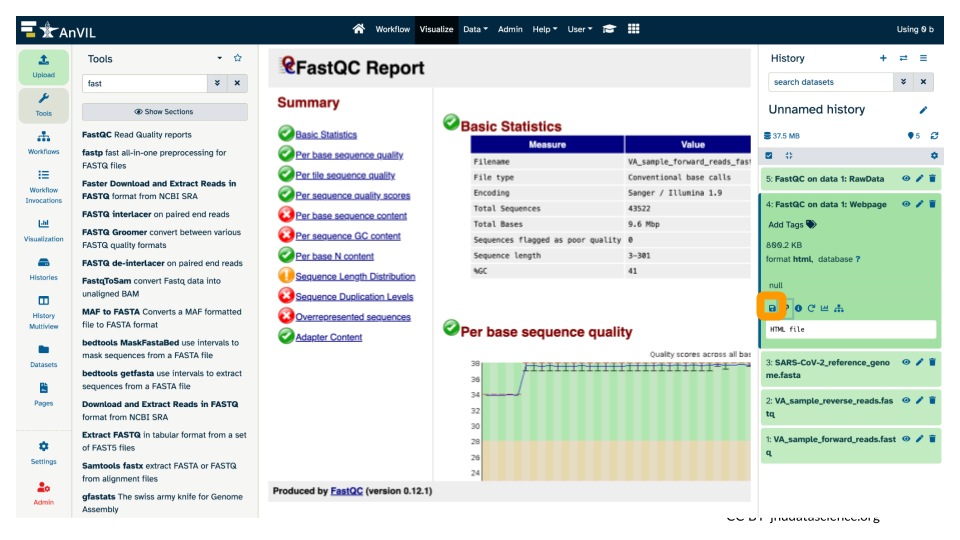 AnVIL
Workflow Visualize Data Admin Help User
Using 0 b
Upload
Tools
Workflows
Workflow
Invocations
Visualization
Histories
History
Multiview
Datasets
Pages
Settings
Admin
Tools
fast
Show Sections
FastQC Read Quality reports
fastp fast all-in-one preprocessing for
FASTQ files
Faster Download and Extract Reads in
FASTQ format from NCBI SRA
FASTQ interlacer on paired end reads
FASTQ Groomer convert between various
FASTQ quality formats
FASTQ de-interlacer on paired end reads
FastqToSam convert Fastq data into
unaligned BAM
MAF to FASTA Converts a MAF formatted
file to FASTA format
bedtools MaskFastaBed use intervals to
mask sequences from a FASTA file
bedtools getfasta use intervals to extract
sequences from a FASTA file
Download and Extract Reads in FASTQ
format from NCBI SRA
Extract FASTQ in tabular format from a set
of FAST5 files
Samtools fastx extract FASTA or FASTQ
from alignment files
gfastats The swiss army knife for Genome
Assembly
FastQC Report
Summary
Basic Statistics
Per base sequence quality
Per tile sequence quality
Per sequence quality scores
Per base sequence content
Per sequence GC content
Per base N content
Sequence Length Distribution
Sequence Duplication Levels
Overrepresented sequences
Adapter Content
Basic Statistics
Measure Value
Filename VA_sample_forward_reads_fast
File type Conventional base calls
Encoding Sanger / Illumina 1.9
Total Sequences 43522
Total Bases 9.6 Mbp
Sequences flagged as poor quality 0
Sequence length 3-301
%GC 41
Per base sequence quality
Quality scores across all bas
38
36
34
32
30
28
26
24
Produced by FastQC (version 0.12.1)
History
search datasets
Unnamed history
37.5 MB 5
5: FastQC on data 1: RawData
4: FastQC on data 1: Webpage
Add Tags
800.2 KB
format html, database ?
null
HTML file
3: SARS-CoV-2_reference_geno
me.fasta
2: VA_sample_reverse_reads.fas
tq
1: VA_sample_forward_reads.fast
q
CC BY jhudatascience.org